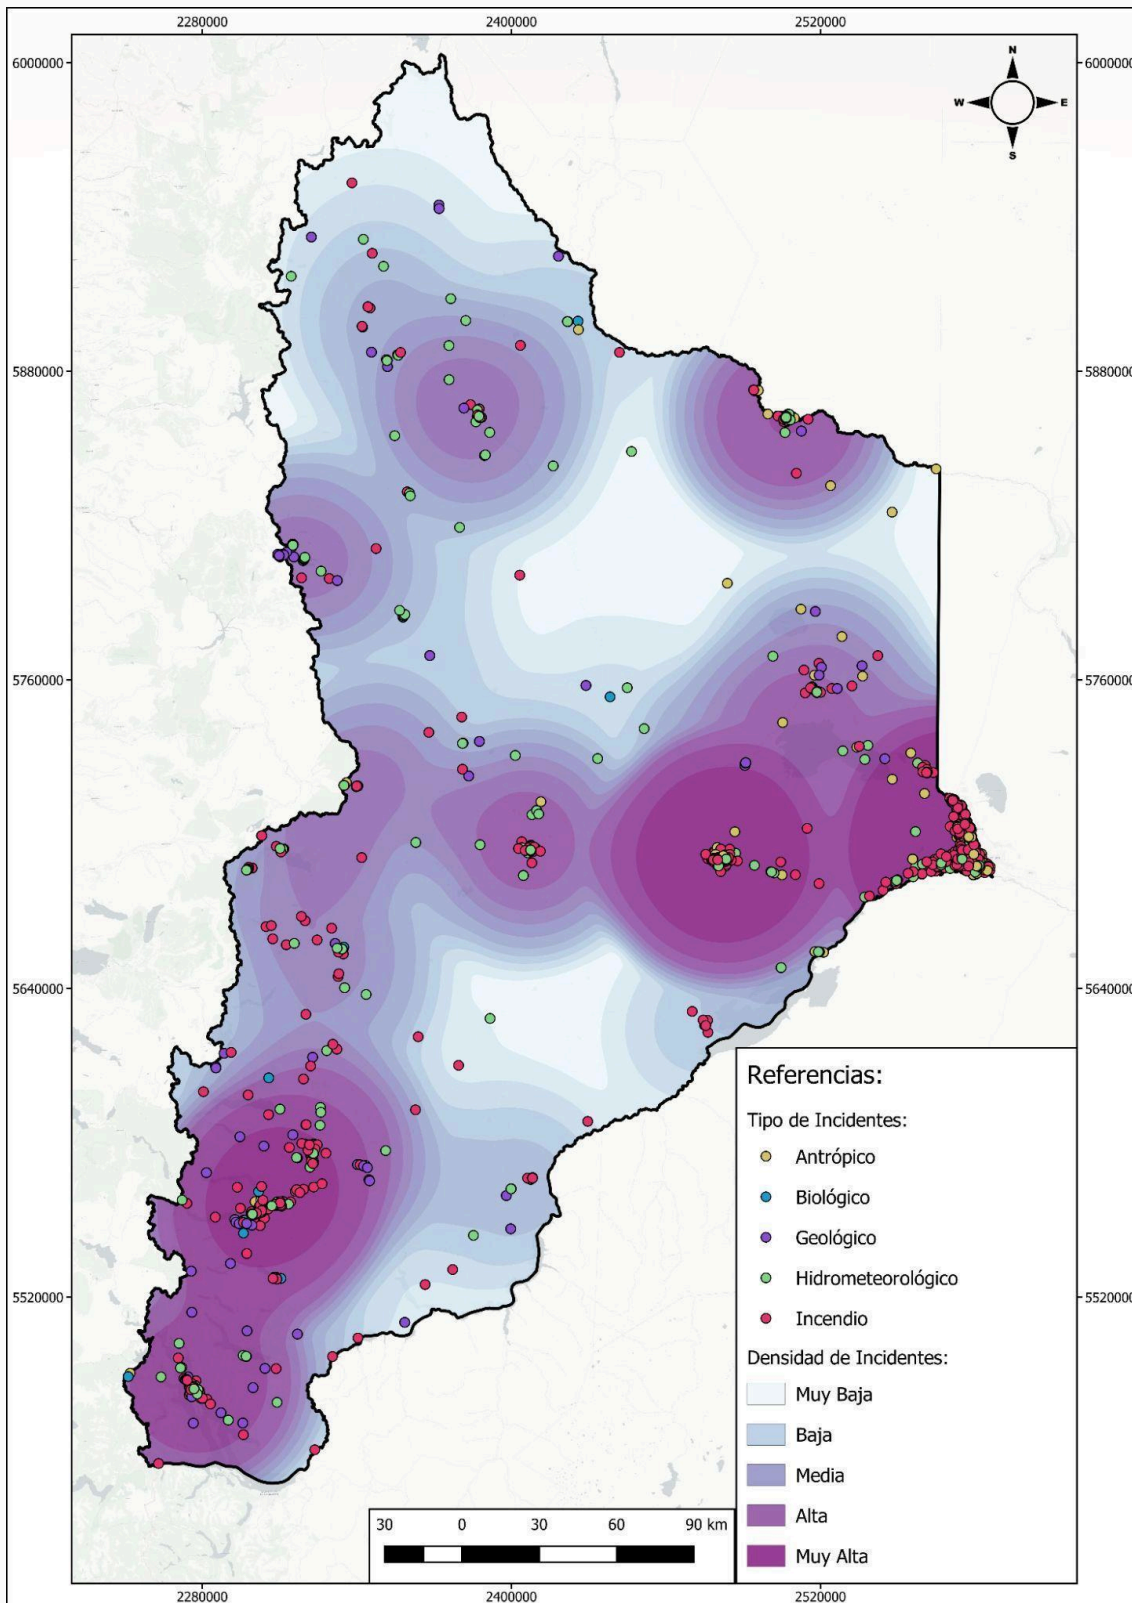 2280000 2400000 2520000
6000000 6000000
N
W E
S
5880000 5880000
5760000 5760000
5640000 5640000
Referencias:
Tipo de Incidentes:
Antrópico
Biológico
Geológico
Hidrometeorológico
Incendio
5520000 5520000
Densidad de Incidentes:
Muy Baja
Baja
Media
Alta
Muy Alta
30 0 30 60 90 km
2280000 2400000 2520000